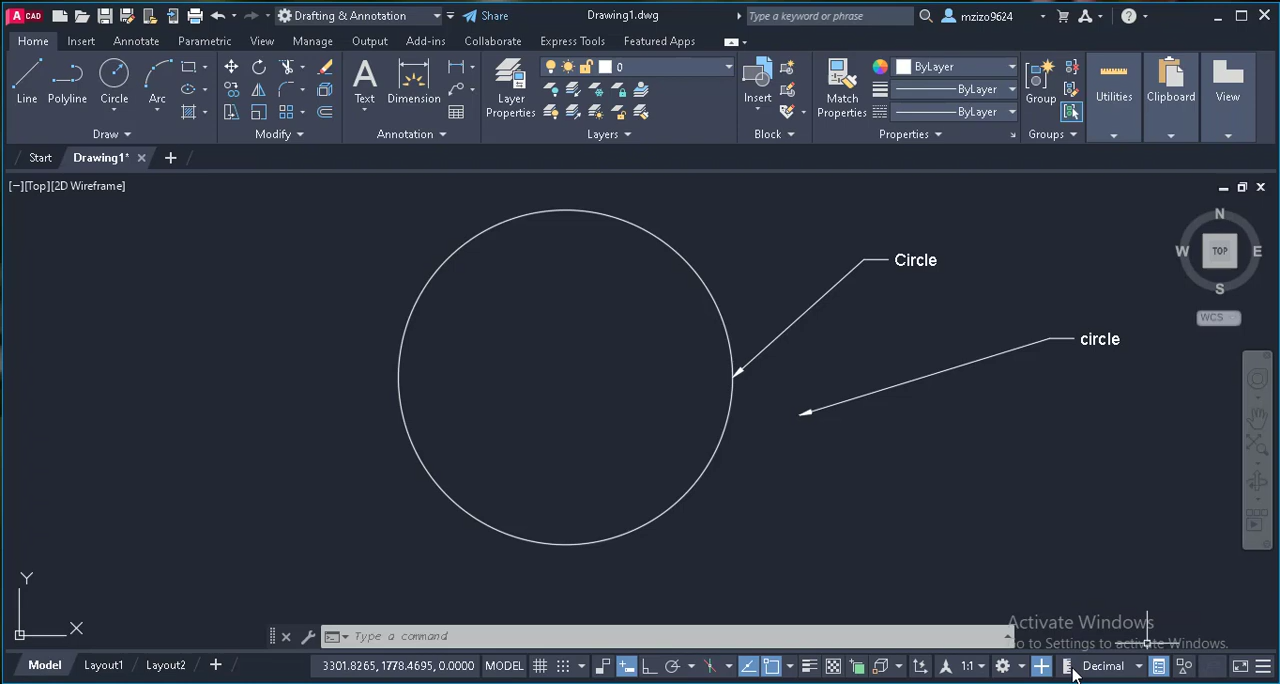 A CAD Drafting & Annotation Share Drawing1.dwg Type a keyword or phrase mzizo9624
Home Insert Annotate Parametric View Manage Output Add-ins Collaborate Express Tools Featured Apps
0 ByLayer
ByLayer
ByLayer
Line Polyline Circle Arc Text Dimension Layer Properties Insert Match Properties Group Utilities Clipboard View
Draw Modify Annotation Layers Block Properties Groups
Start Drawing1* +
[−][Top][2D Wireframe]
N
W TOP E
S
WCS
Circle
circle
Y
X
Activate Windows
Go to Settings to activate Windows.
Type a command
Model Layout1 Layout2 + 3301.8265, 1778.4695, 0.0000 MODEL 1:1 Decimal